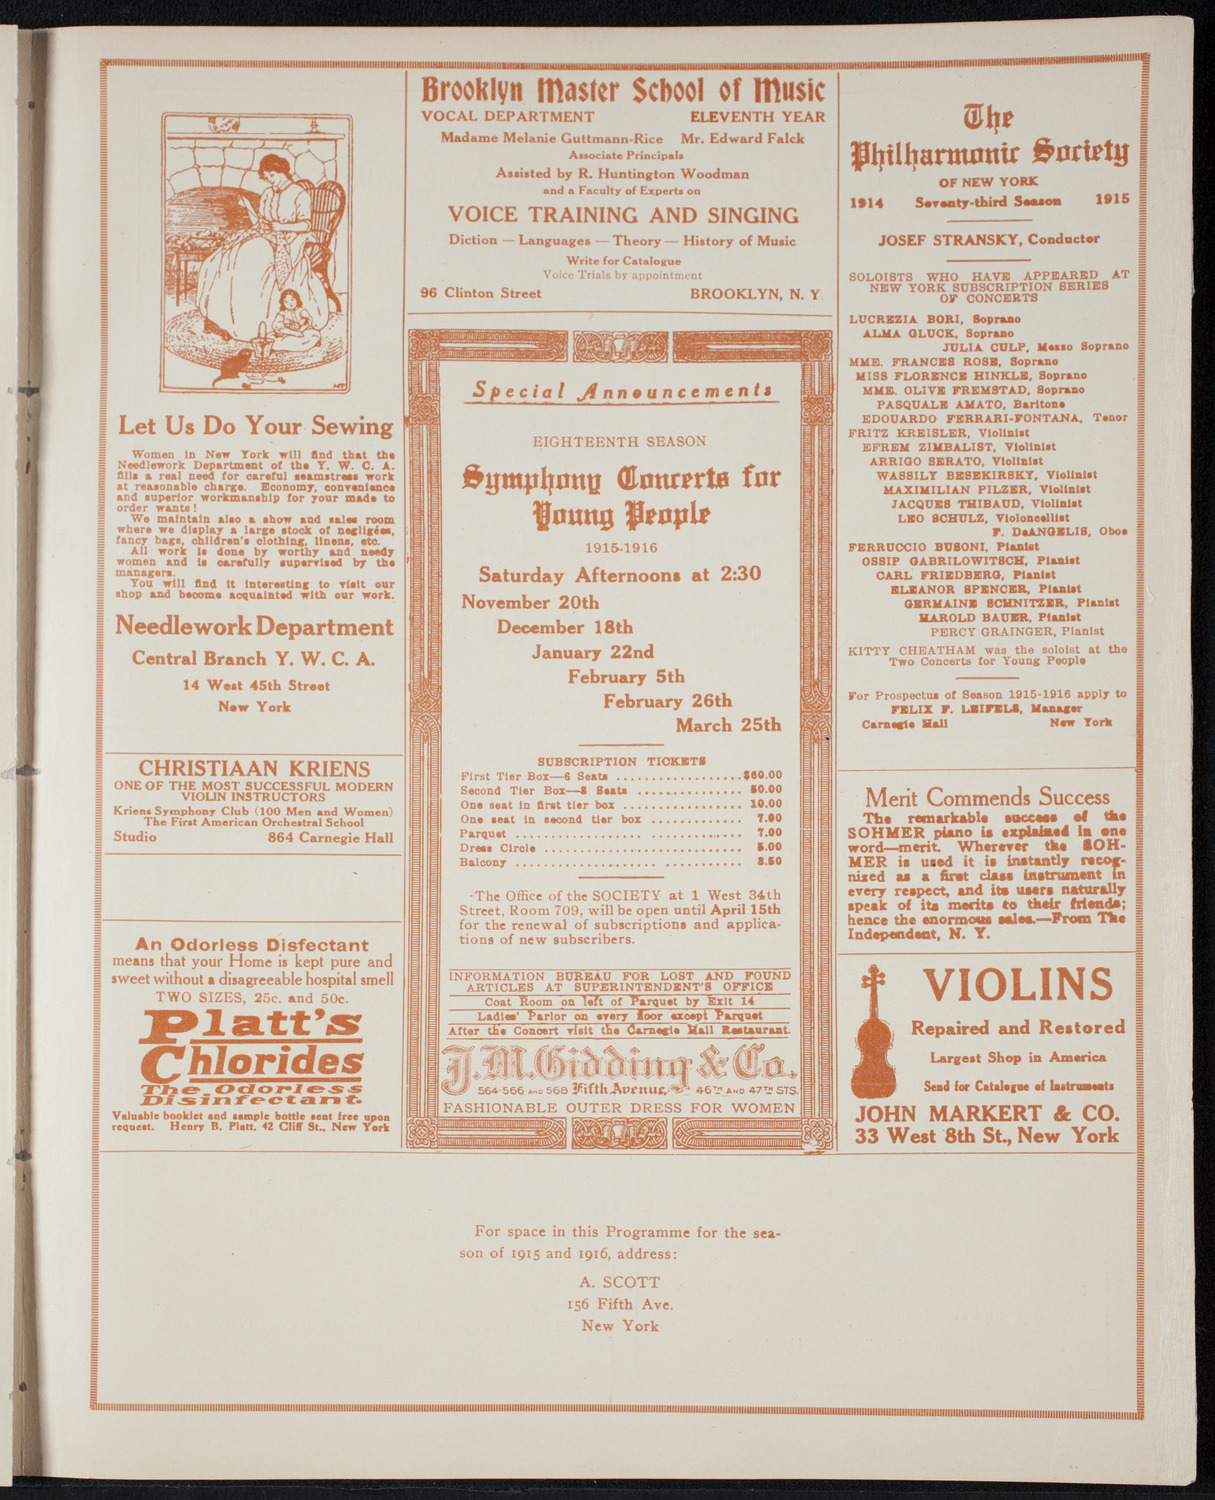 Let Us Do Your Sewing
Women in New York will find that the
Needlework Department of the Y. W. C. A.
fills a real need for careful seamstress work
at reasonable charge. Economy, convenience
and superior workmanship for your made to
order wants!
We maintain also a show and sales room
where we display a large stock of negligées,
fancy bags, children's clothing, linens, etc.
All work is done by worthy and needy
women and is carefully supervised by the
managers.
You will find it interesting to visit our
shop and become acquainted with our work.
Needlework Department
Central Branch Y. W. C. A.
14 West 45th Street
New York
CHRISTIAAN KRIENS
ONE OF THE MOST SUCCESSFUL MODERN
VIOLIN INSTRUCTORS
Kriens Symphony Club (100 Men and Women)
The First American Orchestral School
Studio 864 Carnegie Hall
An Odorless Disfectant
means that your Home is kept pure and
sweet without a disagreeable hospital smell
TWO SIZES, 25c. and 50c.
Platt's
Chlorides
The Odorless
Disinfectant.
Valuable booklet and sample bottle sent free upon
request. Henry B. Platt, 42 Cliff St., New York
Brooklyn Master School of Music
VOCAL DEPARTMENT ELEVENTH YEAR
Madame Melanie Guttmann-Rice Mr. Edward Falck
Associate Principals
Assisted by R. Huntington Woodman
and a Faculty of Experts on
VOICE TRAINING AND SINGING
Diction — Languages — Theory — History of Music
Write for Catalogue
Voice Trials by appointment
96 Clinton Street BROOKLYN, N. Y.
Special Announcements
EIGHTEENTH SEASON
Symphony Concerts for
Young People
1915-1916
Saturday Afternoons at 2:30
November 20th
December 18th
January 22nd
February 5th
February 26th
March 25th
SUBSCRIPTION TICKETS
First Tier Box—6 Seats ..................$60.00
Second Tier Box—8 Seats ............... 50.00
One seat in first tier box ................. 10.00
One seat in second tier box ............. 7.00
Parquet .................. ............. 7.00
Dress Circle ............................. 5.00
Balcony .................................. 3.50
The Office of the SOCIETY at 1 West 34th
Street, Room 709, will be open until April 15th
for the renewal of subscriptions and applica-
tions of new subscribers.
INFORMATION BUREAU FOR LOST AND FOUND
ARTICLES AT SUPERINTENDENT'S OFFICE
Coat Room on left of Parquet by Exit 14
Ladies' Parlor on every floor except Parquet
After the Concert visit the Carnegie Hall Restaurant.
J.M. Gidding & Co.
564-566 AND 568 Fifth Avenue, 46TH AND 47TH STS.
FASHIONABLE OUTER DRESS FOR WOMEN
The
Philharmonic Society
OF NEW YORK
1914 Seventy-third Season 1915
JOSEF STRANSKY, Conductor
SOLOISTS WHO HAVE APPEARED AT
NEW YORK SUBSCRIPTION SERIES
OF CONCERTS
LUCREZIA BORI, Soprano
ALMA GLUCK, Soprano
JULIA CULP, Mezzo Soprano
MME. FRANCES ROSE, Soprano
MISS FLORENCE HINKLE, Soprano
MME. OLIVE FREMSTAD, Soprano
PASQUALE AMATO, Baritone
EDOUARDO FERRARI-FONTANA, Tenor
FRITZ KREISLER, Violinist
EFREM ZIMBALIST, Violinist
ARRIGO SERATO, Violinist
WASSILY BESEKIRSKY, Violinist
MAXIMILIAN PILZER, Violinist
JACQUES THIBAUD, Violinist
LEO SCHULZ, Violoncellist
F. DeANGELIS, Oboe
FERRUCCIO BUSONI, Pianist
OSSIP GABRILOWITSCH, Pianist
CARL FRIEDBERG, Pianist
ELEANOR SPENCER, Pianist
GERMAINE SCHNITZER, Pianist
HAROLD BAUER, Pianist
PERCY GRAINGER, Pianist
KITTY CHEATHAM was the soloist at the
Two Concerts for Young People
For Prospectus of Season 1915-1916 apply to
FELIX F. LEIFELS, Manager
Carnegie Hall New York
Merit Commends Success
The remarkable success of the
SOHMER piano is explained in one
word—merit. Wherever the SOH-
MER is used it is instantly recog-
nized as a first class instrument in
every respect, and its users naturally
speak of its merits to their friends;
hence the enormous sales.—From The
Independent, N. Y.
VIOLINS
Repaired and Restored
Largest Shop in America
Send for Catalogue of Instruments
JOHN MARKERT & CO.
33 West 8th St., New York
For space in this Programme for the sea-
son of 1915 and 1916, address:
A. SCOTT
156 Fifth Ave.
New York